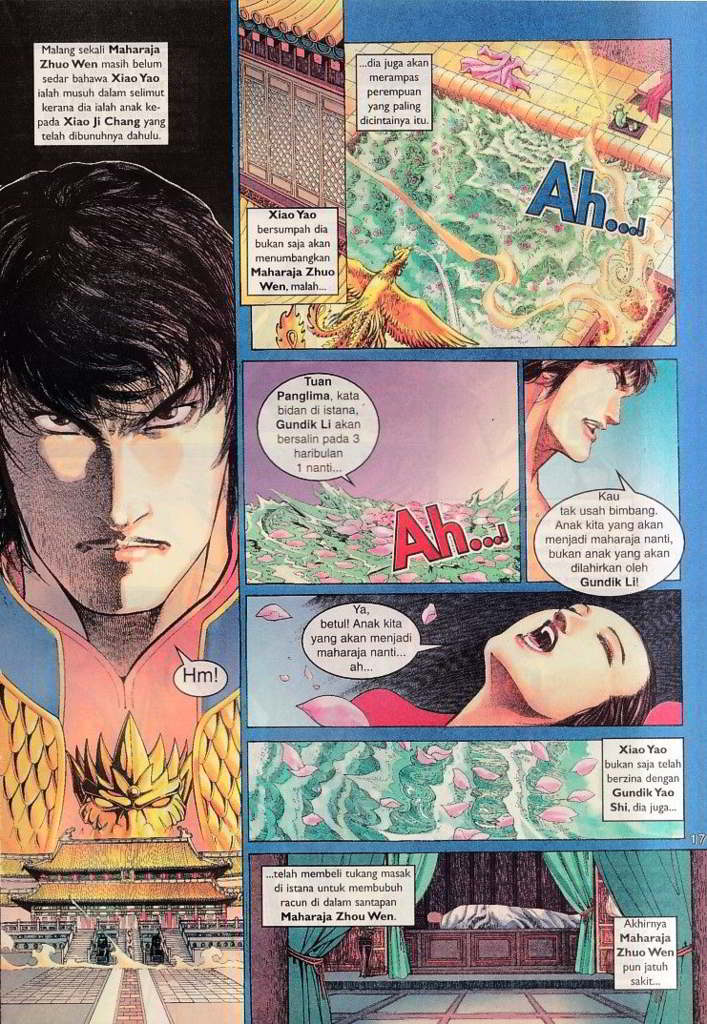 Malang sekali Maharaja
Zhuo Wen masih belum
sedar bahawa Xiao Yao
ialah musuh dalam selimut
kerana dia ialah anak ke-
pada Xiao Ji Chang yang
telah dibunuhnya dahulu.
Hm!
Xiao Yao
bersumpah dia
bukan saja akan
menumbangkan
Maharaja Zhuo
Wen, malah...
...dia juga akan
merampas
perempuan
yang paling
dicintainya itu.
Ah...!
Tuan
Panglima, kata
bidan di istana,
Gundik Li akan
bersalin pada 3
haribulan
1 nanti...
Ah...!
Kau
tak usah bimbang.
Anak kita yang akan
menjadi maharaja nanti,
bukan anak yang akan
dilahirkan oleh
Gundik Li!
Ya,
betul! Anak kita
yang akan menjadi
maharaja nanti...
ah...
Xiao Yao
bukan saja telah
berzina dengan
Gundik Yao
Shi, dia juga...
17
...telah membeli tukang masak
di istana untuk membubuh
racun di dalam santapan
Maharaja Zhou Wen.
Akhirnya
Maharaja
Zhuo Wen
pun jatuh
sakit...